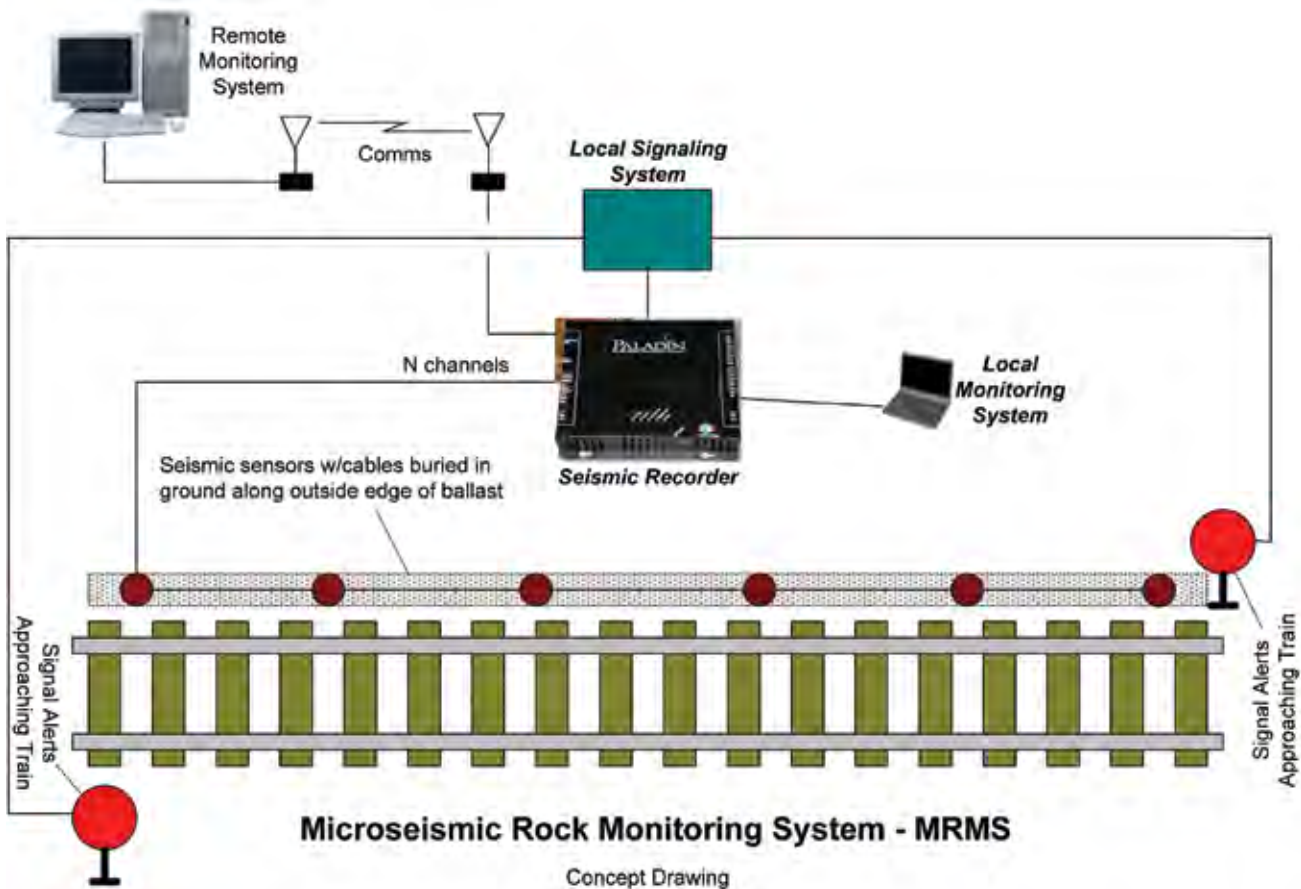 Remote
Monitoring
System
Comms
Local Signaling
System
PALADIN
N channels
Local
Monitoring
System
Seismic Recorder
Seismic sensors w/cables buried in
ground along outside edge of ballast
Signal Alerts
Approaching Train
Signal Alerts
Approaching Train
Microseismic Rock Monitoring System - MRMS
Concept Drawing